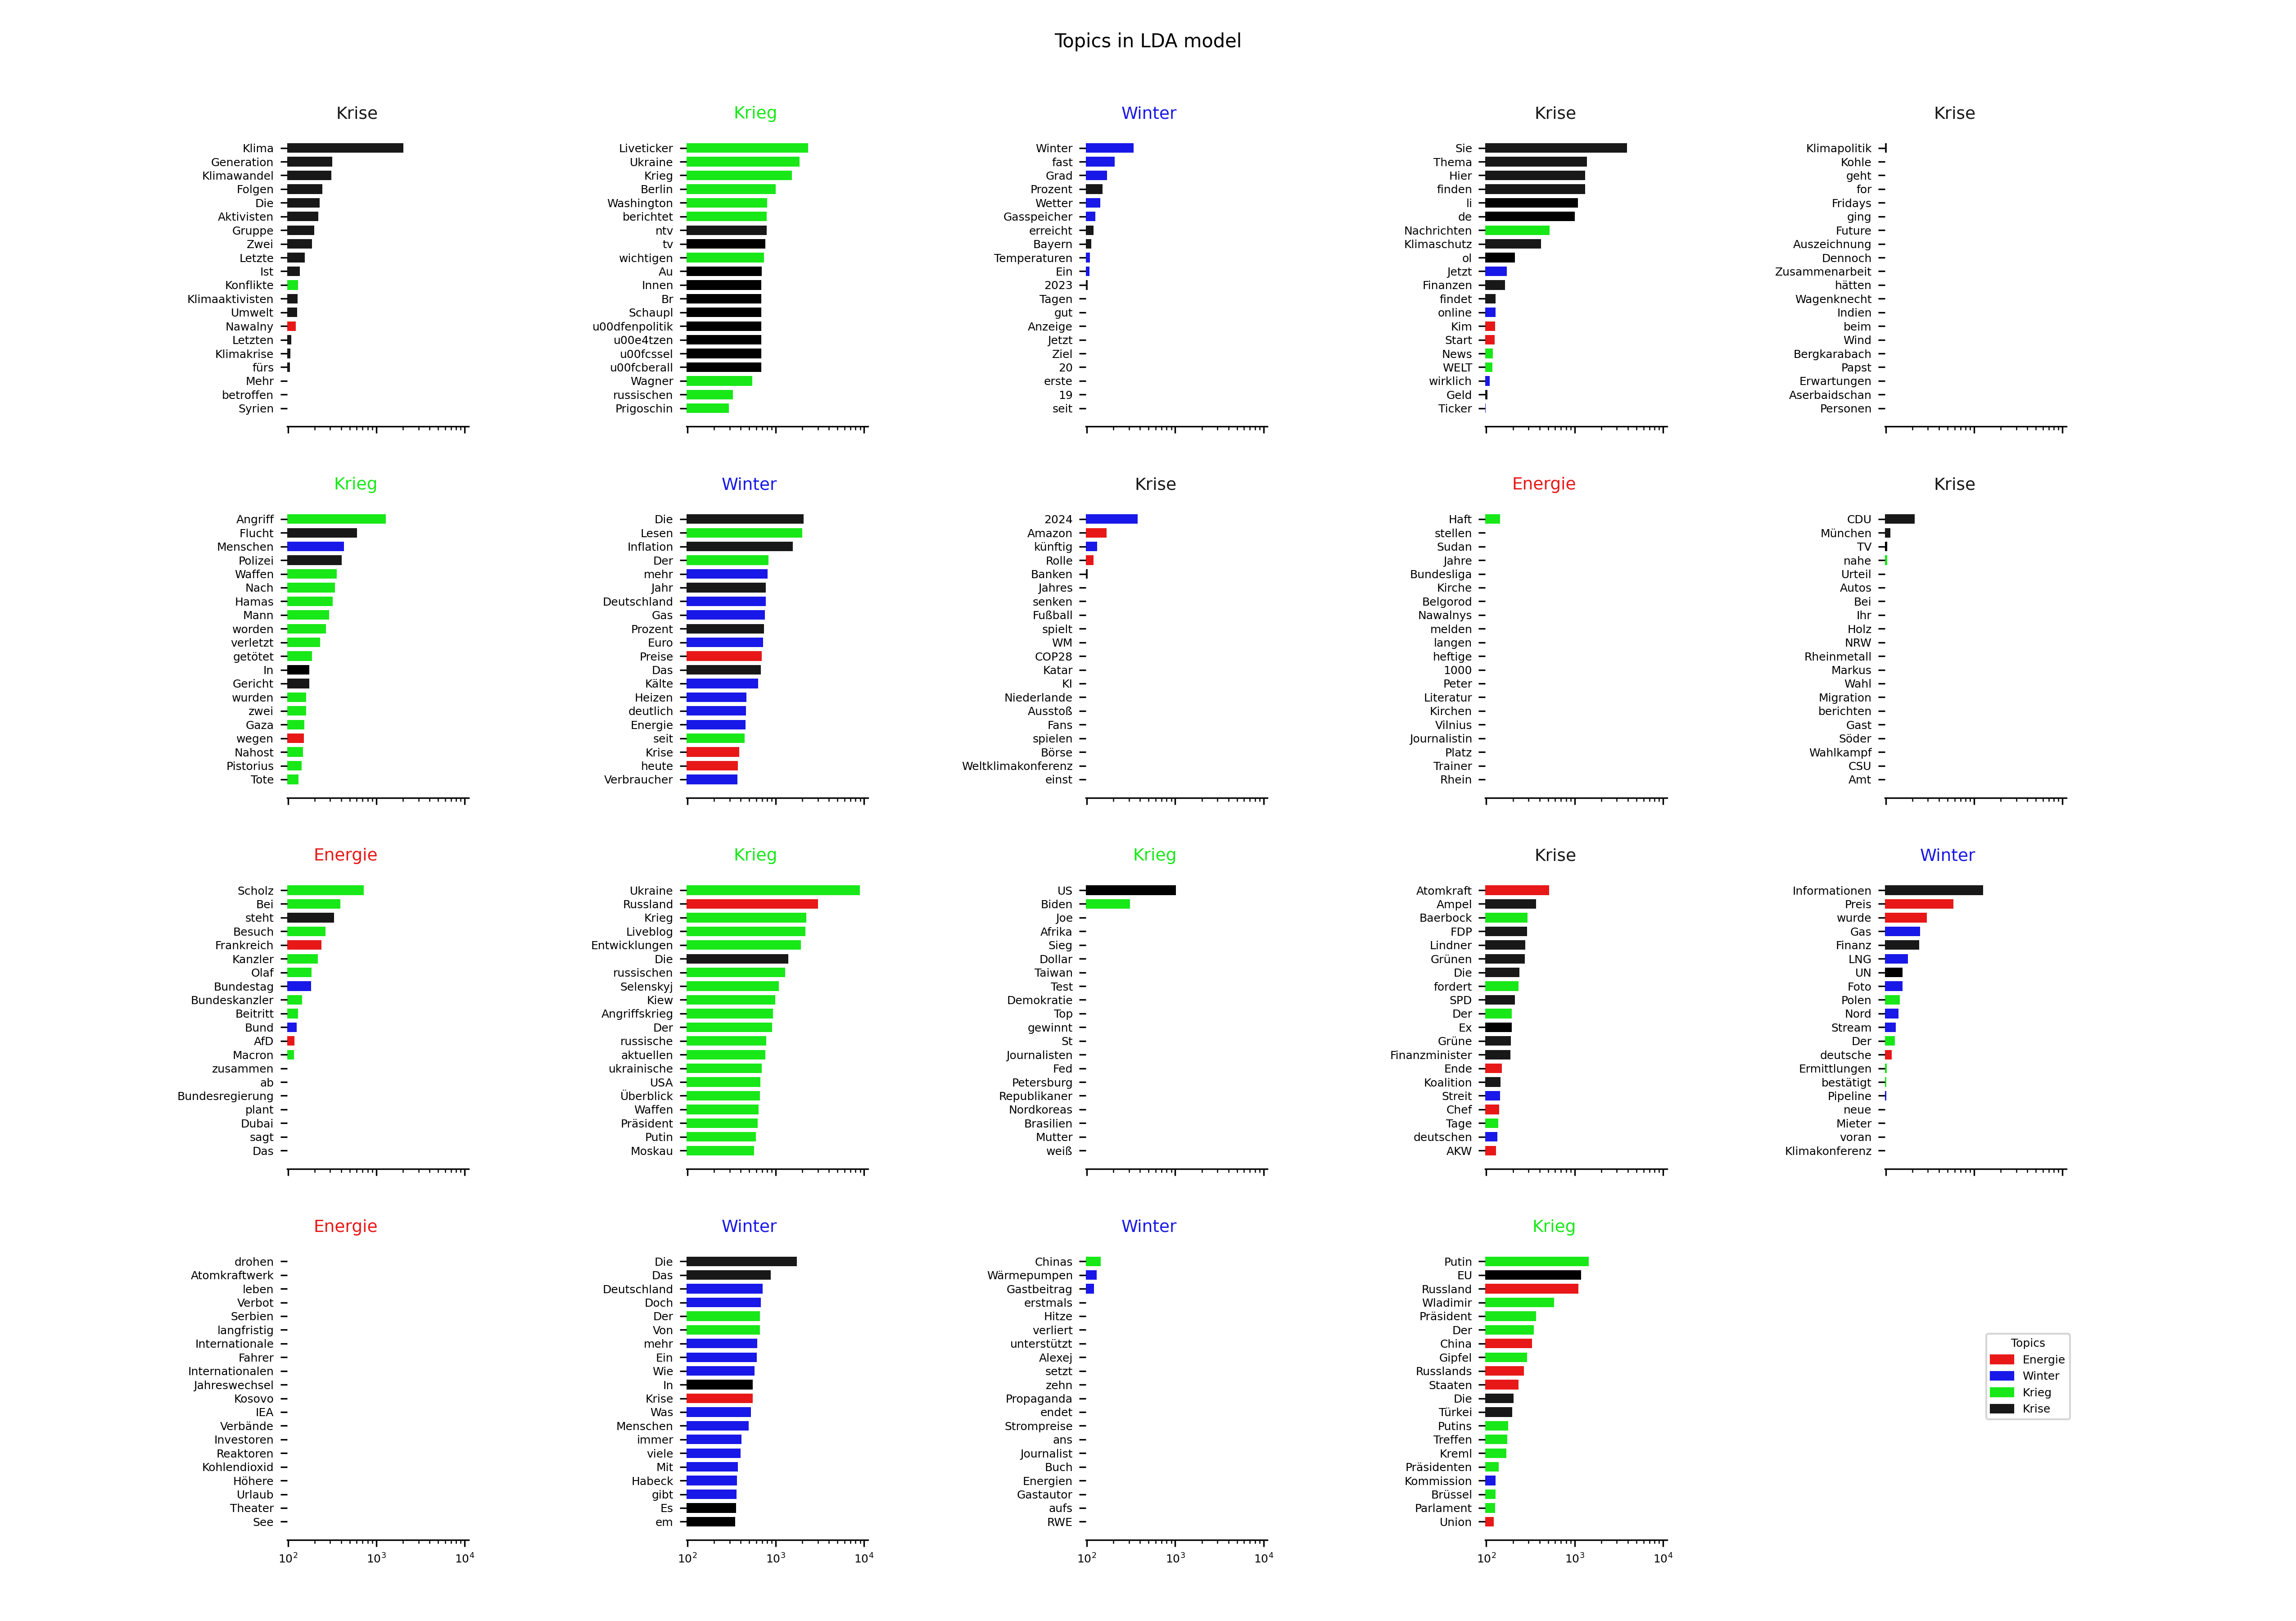 Topics in LDA model
Krise
Klima
Generation
Klimawandel
Folgen
Die
Aktivisten
Gruppe
Zwei
Letzte
Ist
Konflikte
Klimaaktivisten
Umwelt
Nawalny
Letzten
Klimakrise
fürs
Mehr
betroffen
Syrien
Krieg
Liveticker
Ukraine
Krieg
Berlin
Washington
berichtet
ntv
tv
wichtigen
Au
Innen
Br
Schaupl
u00dfenpolitik
u00e4tzen
u00fcssel
u00fcberall
Wagner
russischen
Prigoschin
Winter
Winter
fast
Grad
Prozent
Wetter
Gasspeicher
erreicht
Bayern
Temperaturen
Ein
2023
Tagen
gut
Anzeige
Jetzt
Ziel
20
erste
19
seit
Krise
Sie
Thema
Hier
finden
li
de
Nachrichten
Klimaschutz
ol
Jetzt
Finanzen
findet
online
Kim
Start
News
WELT
wirklich
Geld
Ticker
Krise
Klimapolitik
Kohle
geht
for
Fridays
ging
Future
Auszeichnung
Dennoch
Zusammenarbeit
hätten
Wagenknecht
Indien
beim
Wind
Bergkarabach
Papst
Erwartungen
Aserbaidschan
Personen
Krieg
Angriff
Flucht
Menschen
Polizei
Waffen
Nach
Hamas
Mann
worden
verletzt
getötet
In
Gericht
wurden
zwei
Gaza
wegen
Nahost
Pistorius
Tote
Winter
Die
Lesen
Inflation
Der
mehr
Jahr
Deutschland
Gas
Prozent
Euro
Preise
Das
Kälte
Heizen
deutlich
Energie
seit
Krise
heute
Verbraucher
Krise
2024
Amazon
künftig
Rolle
Banken
Jahres
senken
Fußball
spielt
WM
COP28
Katar
KI
Niederlande
Ausstoß
Fans
spielen
Börse
Weltklimakonferenz
einst
Energie
Haft
stellen
Sudan
Jahre
Bundesliga
Kirche
Belgorod
Nawalnys
melden
langen
heftige
1000
Peter
Literatur
Kirchen
Vilnius
Journalistin
Platz
Trainer
Rhein
Krise
CDU
München
TV
nahe
Urteil
Autos
Bei
Ihr
Holz
NRW
Rheinmetall
Markus
Wahl
Migration
berichten
Gast
Söder
Wahlkampf
CSU
Amt
Energie
Scholz
Bei
steht
Besuch
Frankreich
Kanzler
Olaf
Bundestag
Bundeskanzler
Beitritt
Bund
AfD
Macron
zusammen
ab
Bundesregierung
plant
Dubai
sagt
Das
Krieg
Ukraine
Russland
Krieg
Liveblog
Entwicklungen
Die
russischen
Selenskyj
Kiew
Angriffskrieg
Der
russische
aktuellen
ukrainische
USA
Überblick
Waffen
Präsident
Putin
Moskau
Krieg
US
Biden
Joe
Afrika
Sieg
Dollar
Taiwan
Test
Demokratie
Top
gewinnt
St
Journalisten
Fed
Petersburg
Republikaner
Nordkoreas
Brasilien
Mutter
weiß
Krise
Atomkraft
Ampel
Baerbock
FDP
Lindner
Grünen
Die
fordert
SPD
Der
Ex
Grüne
Finanzminister
Ende
Koalition
Streit
Chef
Tage
deutschen
AKW
Winter
Informationen
Preis
wurde
Gas
Finanz
LNG
UN
Foto
Polen
Nord
Stream
Der
deutsche
Ermittlungen
bestätigt
Pipeline
neue
Mieter
voran
Klimakonferenz
Energie
drohen
Atomkraftwerk
leben
Verbot
Serbien
langfristig
Internationale
Fahrer
Internationalen
Jahreswechsel
Kosovo
IEA
Verbände
Investoren
Reaktoren
Kohlendioxid
Höhere
Urlaub
Theater
See
10² 10³ 10⁴
Winter
Die
Das
Deutschland
Doch
Der
Von
mehr
Ein
Wie
In
Krise
Was
Menschen
immer
viele
Mit
Habeck
gibt
Es
em
10² 10³ 10⁴
Winter
Chinas
Wärmepumpen
Gastbeitrag
erstmals
Hitze
verliert
unterstützt
Alexej
setzt
zehn
Propaganda
endet
Strompreise
ans
Journalist
Buch
Energien
Gastautor
aufs
RWE
10² 10³ 10⁴
Krieg
Putin
EU
Russland
Wladimir
Präsident
Der
China
Gipfel
Russlands
Staaten
Die
Türkei
Putins
Treffen
Kreml
Präsidenten
Kommission
Brüssel
Parlament
Union
10² 10³ 10⁴
Topics
Energie
Winter
Krieg
Krise